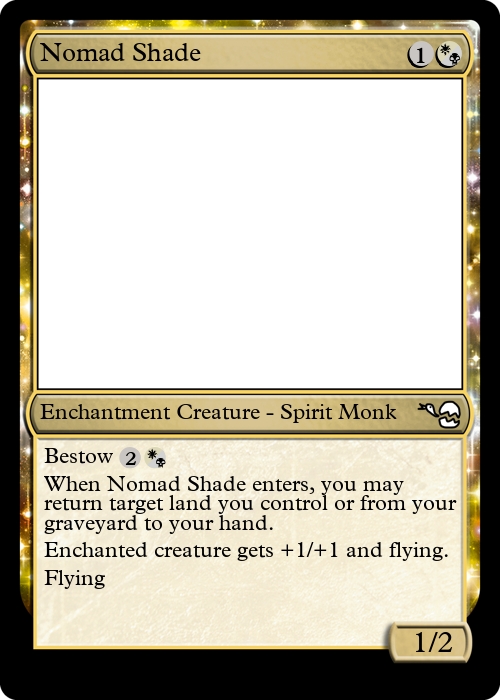 Nomad Shade 1
Enchantment Creature - Spirit Monk
Bestow 2
When Nomad Shade enters, you may
return target land you control or from your
graveyard to your hand.
Enchanted creature gets +1/+1 and flying.
Flying
1/2